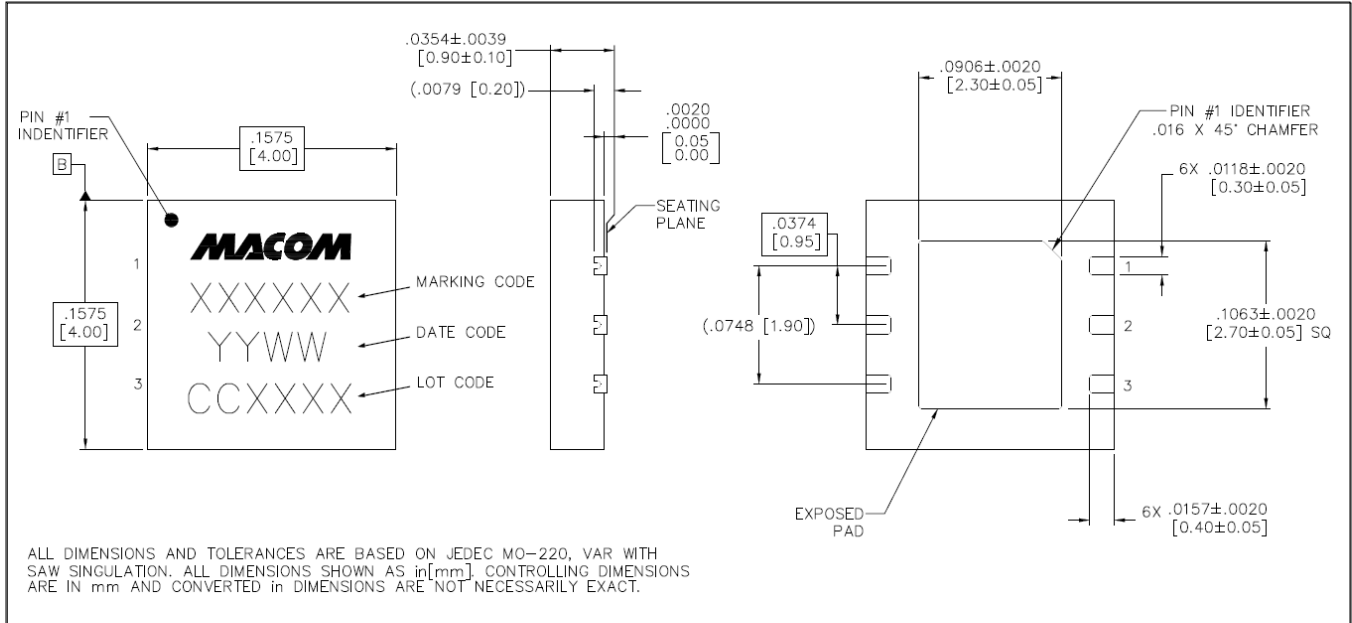 PIN #1
INDENTIFIER
B
.1575
[4.00]
.1575
[4.00]
1
2
3
MACOM
XXXXXX
YYWW
CCXXXX
MARKING CODE
DATE CODE
LOT CODE
.0354±.0039
[0.90±0.10]
(.0079 [0.20])
.0020
.0000
[0.05
0.00]
SEATING
PLANE
.0906±.0020
[2.30±0.05]
PIN #1 IDENTIFIER
.016 X 45° CHAMFER
6X .0118±.0020
[0.30±0.05]
.0374
[0.95]
(.0748 [1.90])
1
2
3
.1063±.0020
[2.70±0.05] SQ
EXPOSED
PAD
6X .0157±.0020
[0.40±0.05]
ALL DIMENSIONS AND TOLERANCES ARE BASED ON JEDEC MO-220, VAR WITH
SAW SINGULATION. ALL DIMENSIONS SHOWN AS in[mm]. CONTROLLING DIMENSIONS
ARE IN mm AND CONVERTED in DIMENSIONS ARE NOT NECESSARILY EXACT.